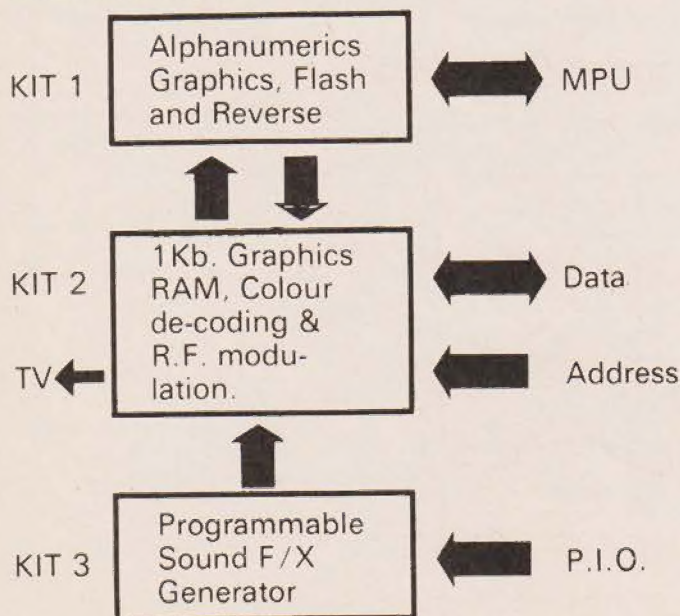 KIT 1
Alphanumerics
Graphics, Flash
and Reverse
MPU
KIT 2
1Kb. Graphics
RAM, Colour
de-coding &
R.F. modu-
lation.
Data
TV
Address
KIT 3
Programmable
Sound F/X
Generator
P.I.O.